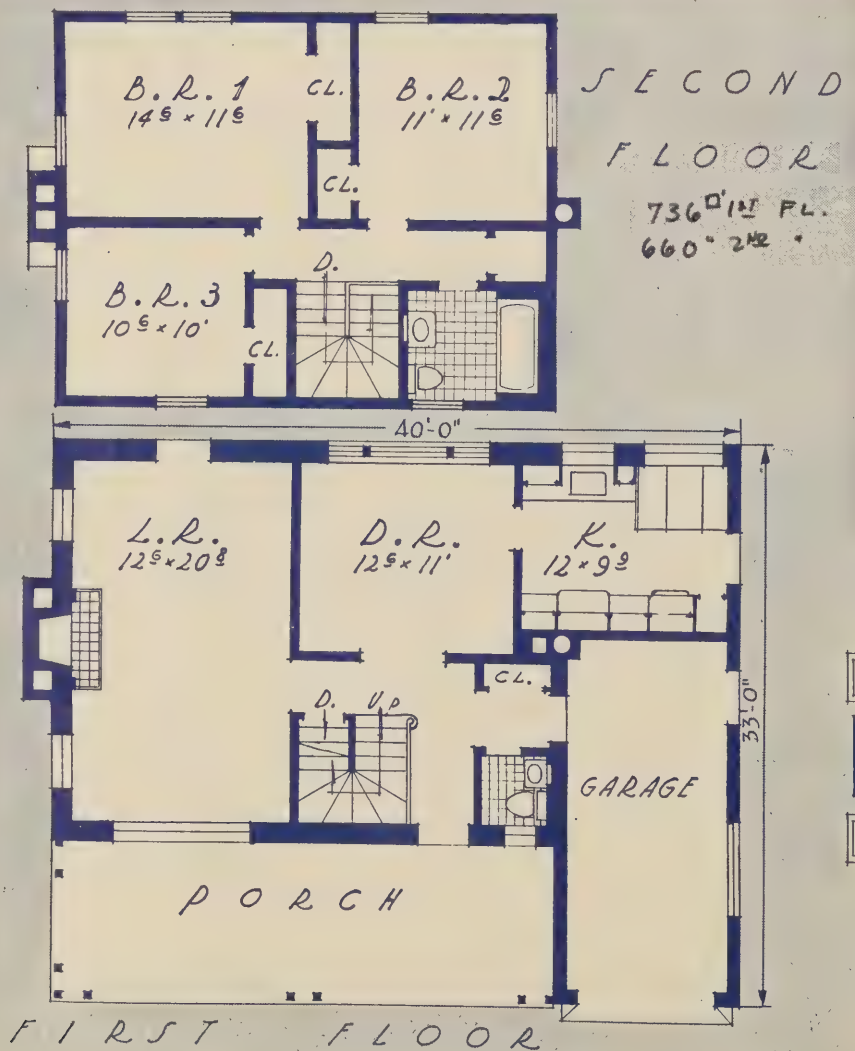 B.R.1
14⁶ x 11⁶
CL.
B.R.2
11' x 11⁶
SECOND
FLOOR
736□' 1ST FL.
660" 2ND "
CL.
D.
B.R.3
10⁶ x 10'
CL.
40'-0"
L.R.
12⁶ x 20⁸
D.R.
12⁶ x 11'
K.
12 x 9⁹
CL.
D.
UP
33'-0"
GARAGE
PORCH
FIRST FLOOR